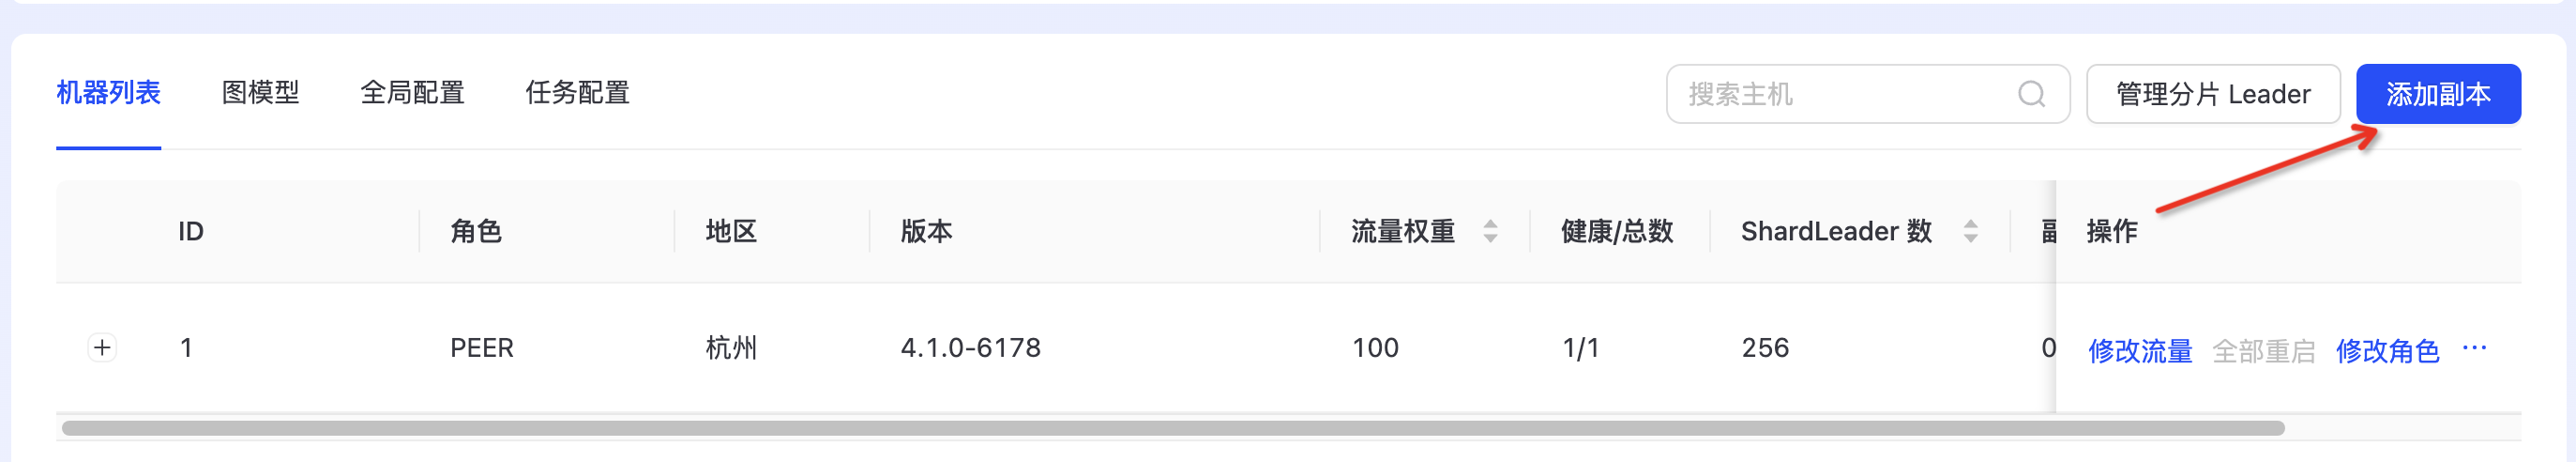 机器列表 图模型 全局配置 任务配置 搜索主机 管理分片 Leader 添加副本
ID 角色 地区 版本 流量权重 健康/总数 ShardLeader 数 操作
1 PEER 杭州 4.1.0-6178 100 1/1 256 0 修改流量 全部重启 修改角色 ···